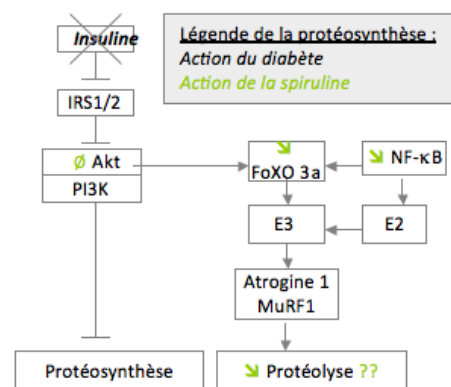 Insuline
Légende de la protéosynthèse :
Action du diabète
Action de la spiruline
IRS1/2
Ø Akt
PI3K
FoXO 3a
NF-κB
E3
E2
Atrogine 1
MuRF1
Protéosynthèse
Protéolyse ??